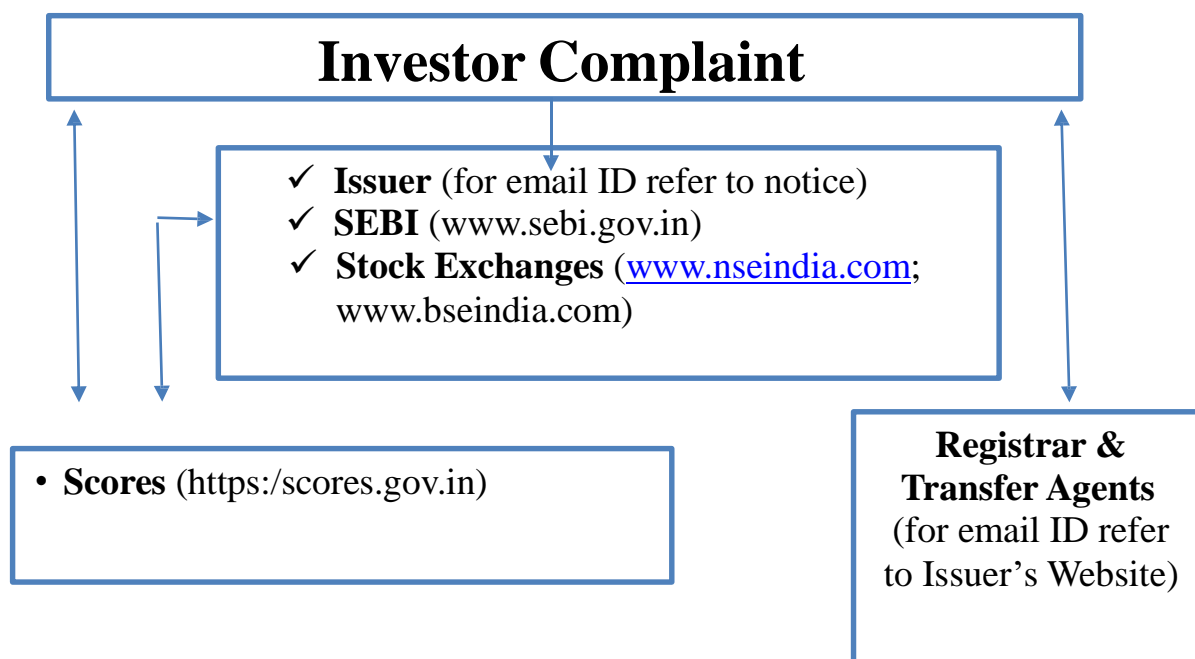 Investor Complaint
✓ Issuer (for email ID refer to notice)
✓ SEBI (www.sebi.gov.in)
✓ Stock Exchanges (www.nseindia.com;
www.bseindia.com)
• Scores (https:/scores.gov.in)
Registrar &
Transfer Agents
(for email ID refer
to Issuer’s Website)